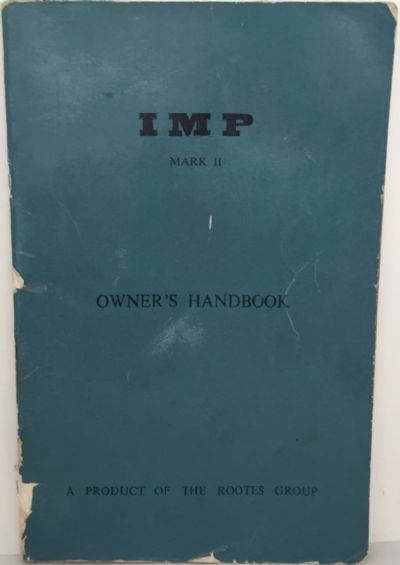 IMP
MARK II
OWNER'S HANDBOOK
A PRODUCT OF THE ROOTES GROUP